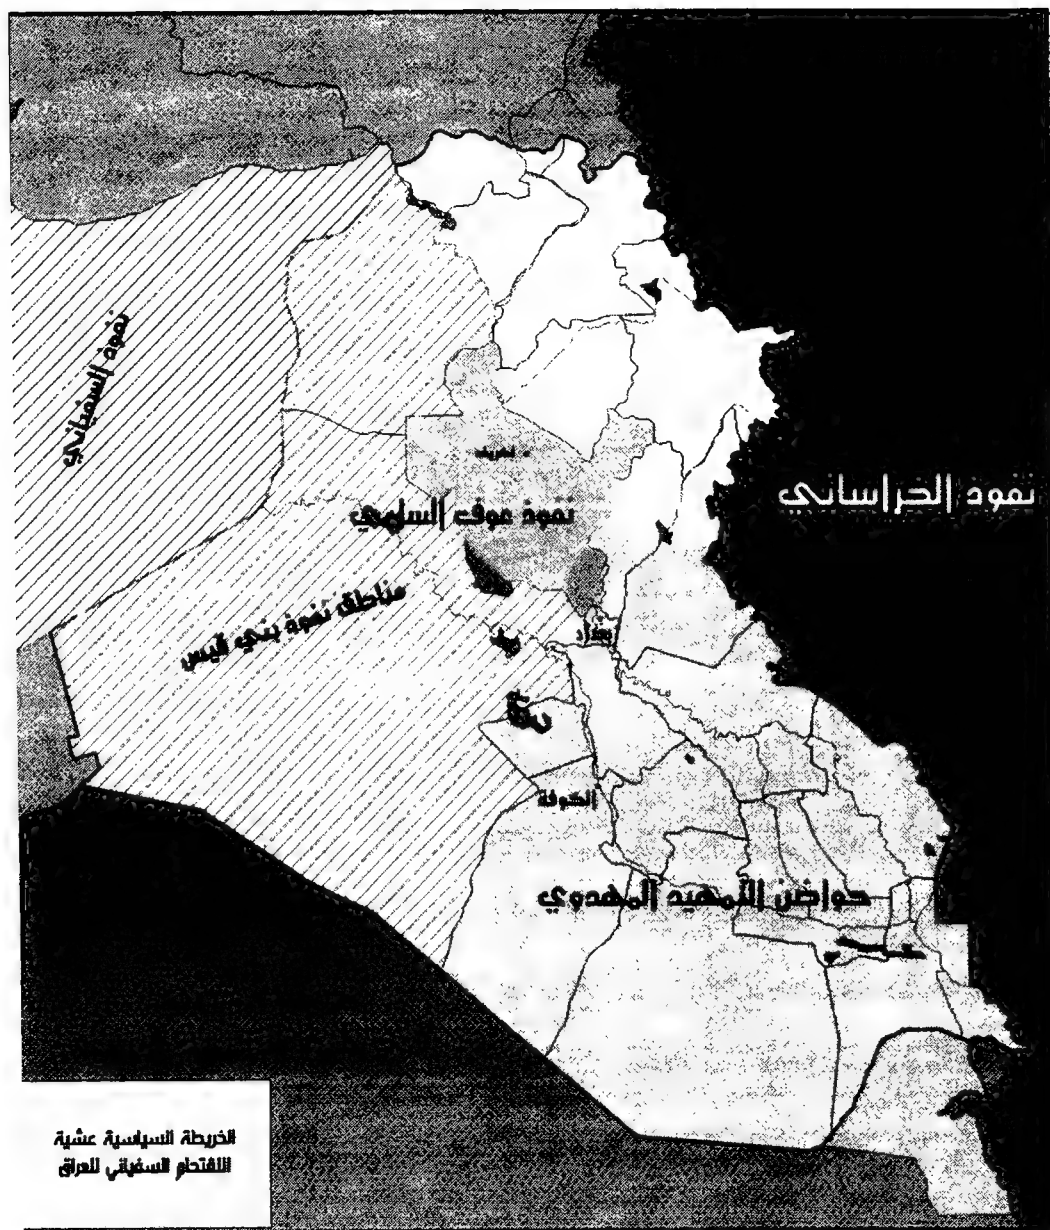 نفوذ السفياني
تكريت
نفوذ الخراساني
نفوذ عوف السلمي
مناطق نفوذ بني قيس
بغداد
الكوفة
حواضن التمهيد المهدوي
الخريطة السياسية عشية
الاقتحام السفياني للعراق